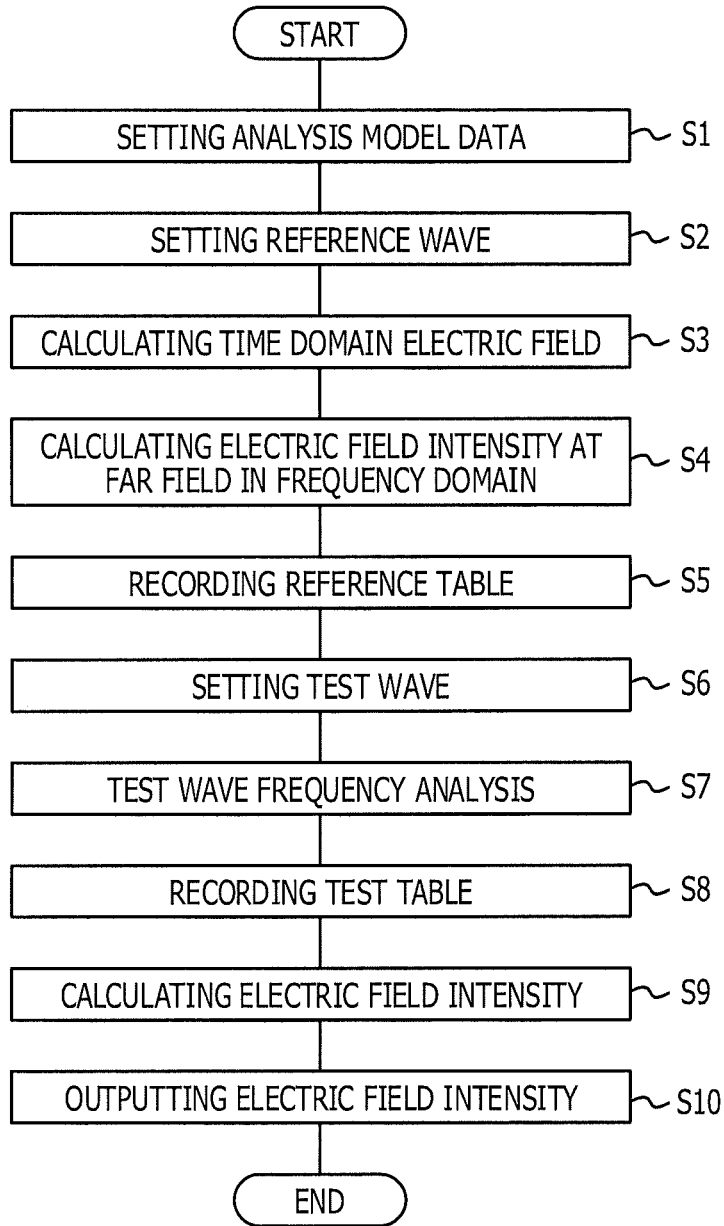 START
SETTING ANALYSIS MODEL DATA
S1
SETTING REFERENCE WAVE
S2
CALCULATING TIME DOMAIN ELECTRIC FIELD
S3
CALCULATING ELECTRIC FIELD INTENSITY AT
FAR FIELD IN FREQUENCY DOMAIN
S4
RECORDING REFERENCE TABLE
S5
SETTING TEST WAVE
S6
TEST WAVE FREQUENCY ANALYSIS
S7
RECORDING TEST TABLE
S8
CALCULATING ELECTRIC FIELD INTENSITY
S9
OUTPUTTING ELECTRIC FIELD INTENSITY
S10
END